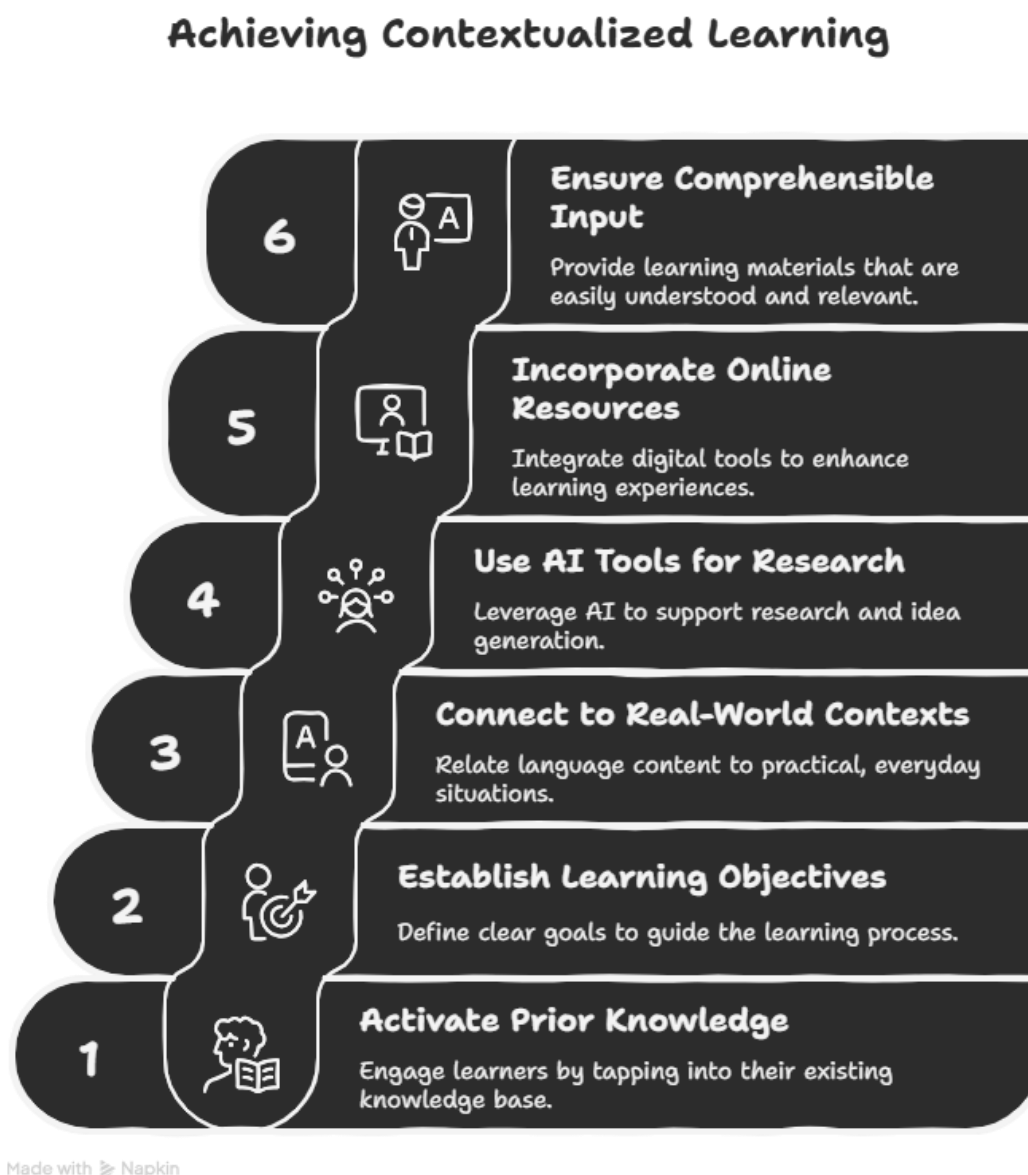 Achieving Contextualized Learning
6
A
Ensure Comprehensible
Input
Provide learning materials that are
easily understood and relevant.
5
Incorporate Online
Resources
Integrate digital tools to enhance
learning experiences.
4
Use AI Tools for Research
Leverage AI to support research and idea
generation.
3
A
Connect to Real-World Contexts
Relate language content to practical, everyday
situations.
2
Establish Learning Objectives
Define clear goals to guide the learning process.
1
Activate Prior Knowledge
Engage learners by tapping into their existing
knowledge base.
Made with Napkin